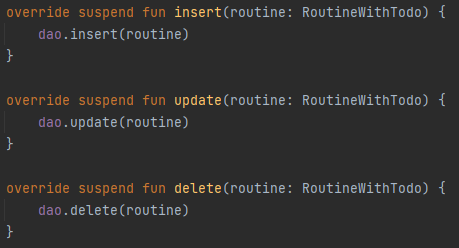 override suspend fun insert(routine: RoutineWithTodo) {
    dao.insert(routine)
}
override suspend fun update(routine: RoutineWithTodo) {
    dao.update(routine)
}
override suspend fun delete(routine: RoutineWithTodo) {
    dao.delete(routine)
}